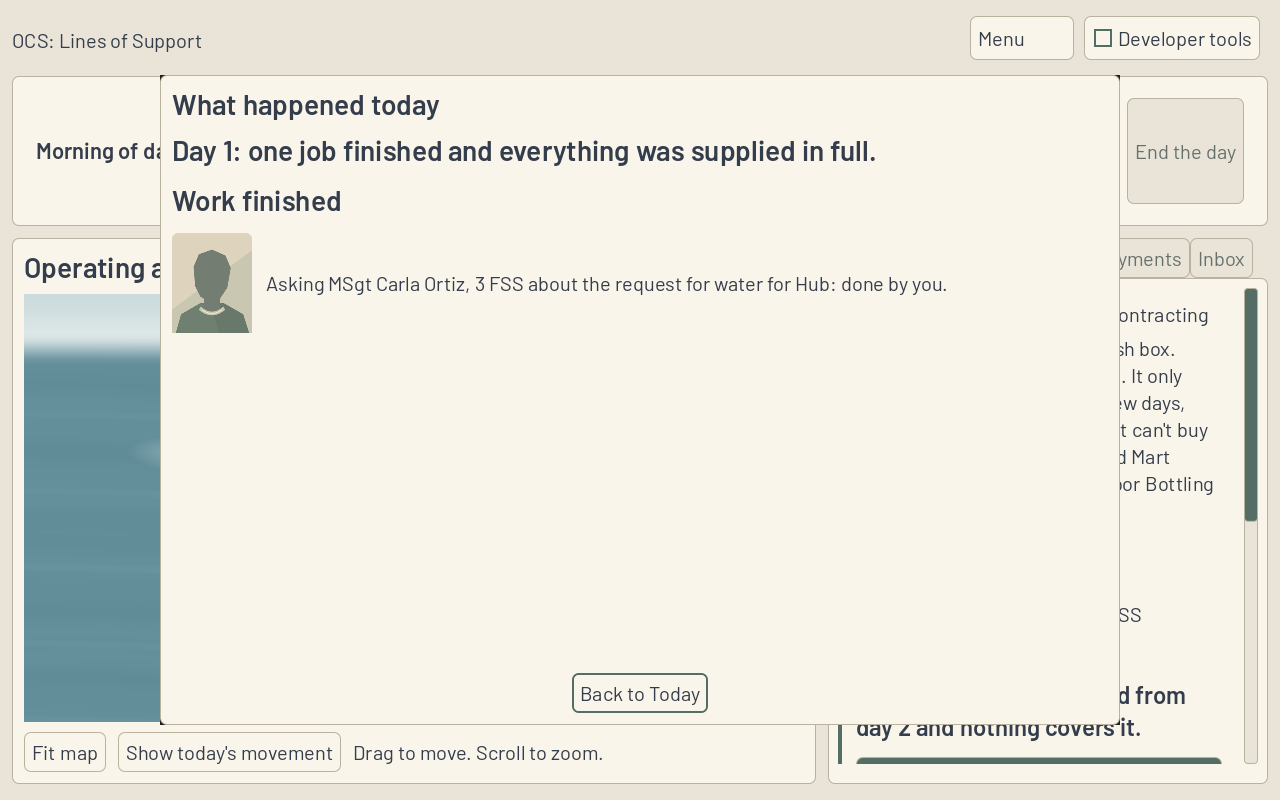 OCS: Lines of Support
Menu
Developer tools
Morning of da
End the day
What happened today
Day 1: one job finished and everything was supplied in full.
Work finished
Asking MSgt Carla Ortiz, 3 FSS about the request for water for Hub: done by you.
Back to Today
Operating a
yments
Inbox
ontracting
sh box.
. It only
ew days,
t can't buy
d Mart
oor Bottling
SS
d from
day 2 and nothing covers it.
Fit map
Show today's movement
Drag to move. Scroll to zoom.